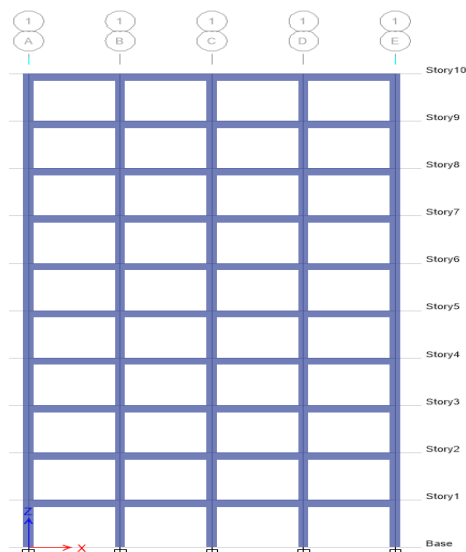 1 1 1 1 1
A B C D E
Story10
Story9
Story8
Story7
Story6
Story5
Story4
Story3
Story2
Story1
Z
X
Base